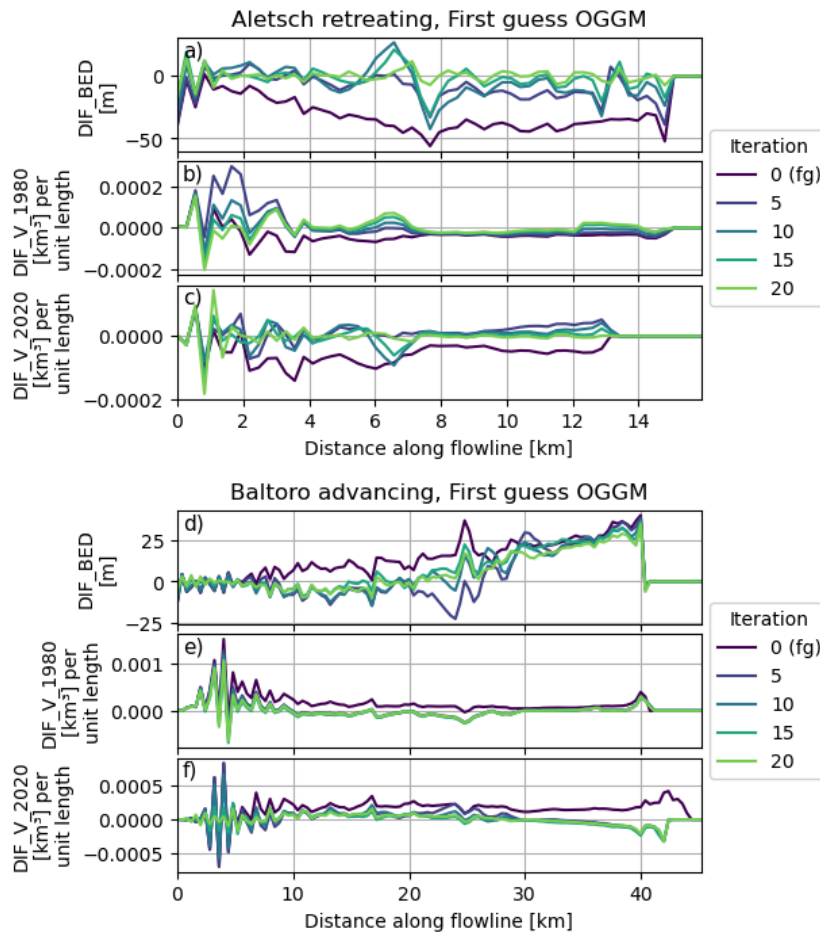 Aletsch retreating, First guess OGGM
a)
DIF_BED
[m]
0
−50
b)
DIF_V_1980
[km³] per
unit length
0.0002
0.0000
−0.0002
c)
DIF_V_2020
[km³] per
unit length
0.0000
−0.0002
0 2 4 6 8 10 12 14
Distance along flowline [km]
Iteration
0 (fg)
5
10
15
20
Baltoro advancing, First guess OGGM
d)
DIF_BED
[m]
25
0
−25
e)
DIF_V_1980
[km³] per
unit length
0.001
0.000
f)
DIF_V_2020
[km³] per
unit length
0.0005
0.0000
−0.0005
0 10 20 30 40
Distance along flowline [km]
Iteration
0 (fg)
5
10
15
20